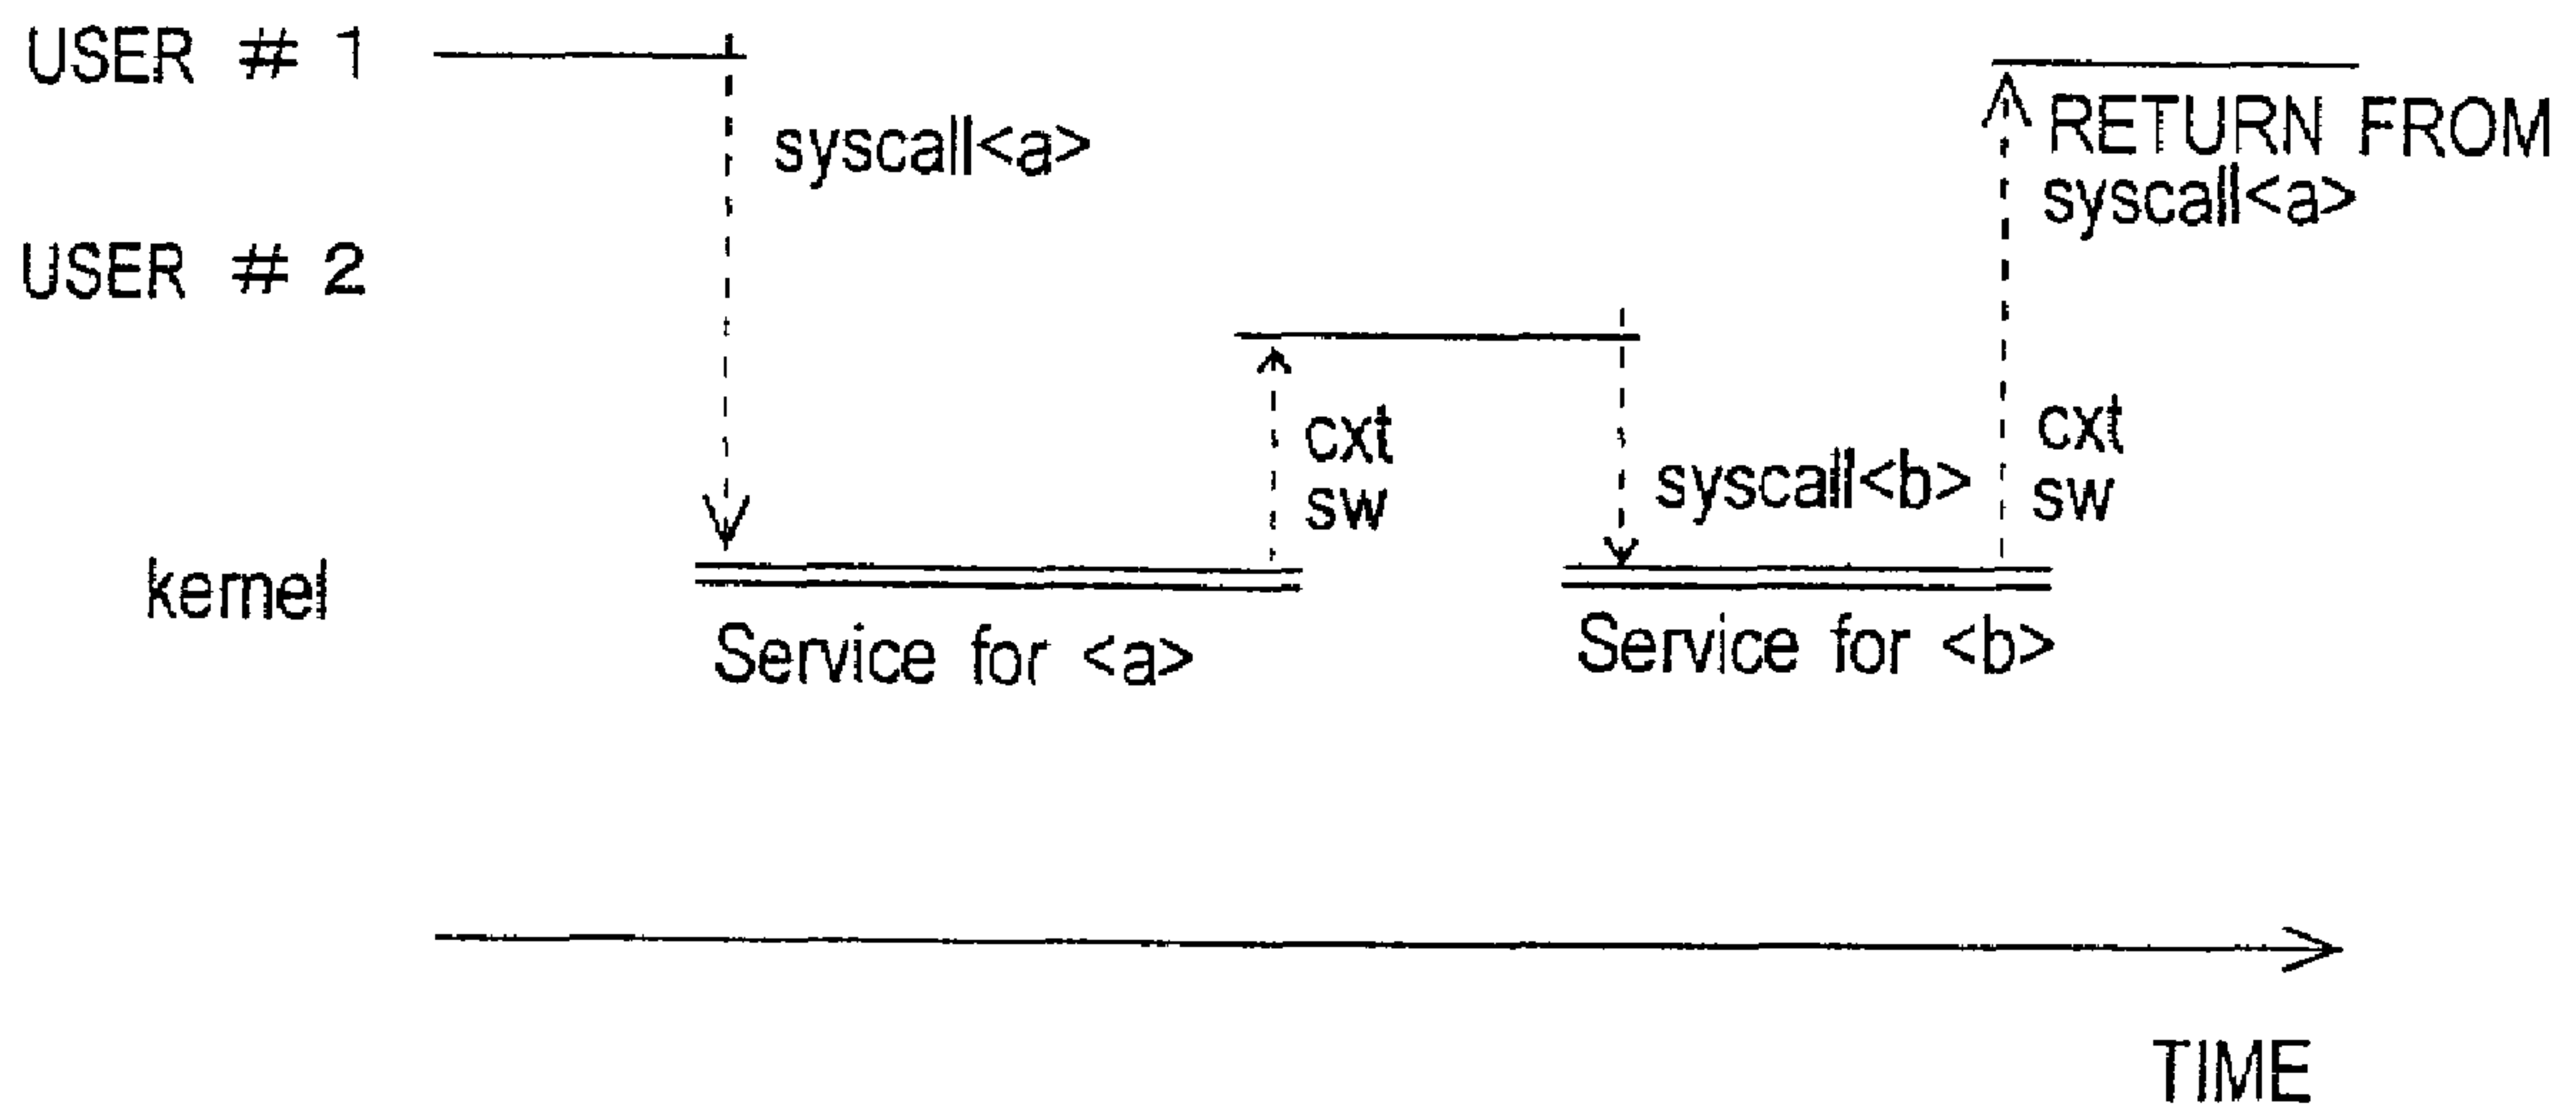 USER # 1
syscall<a>
RETURN FROM
syscall<a>
USER # 2
cxt
sw
syscall<b>
cxt
sw
kernel
Service for <a>
Service for <b>
TIME